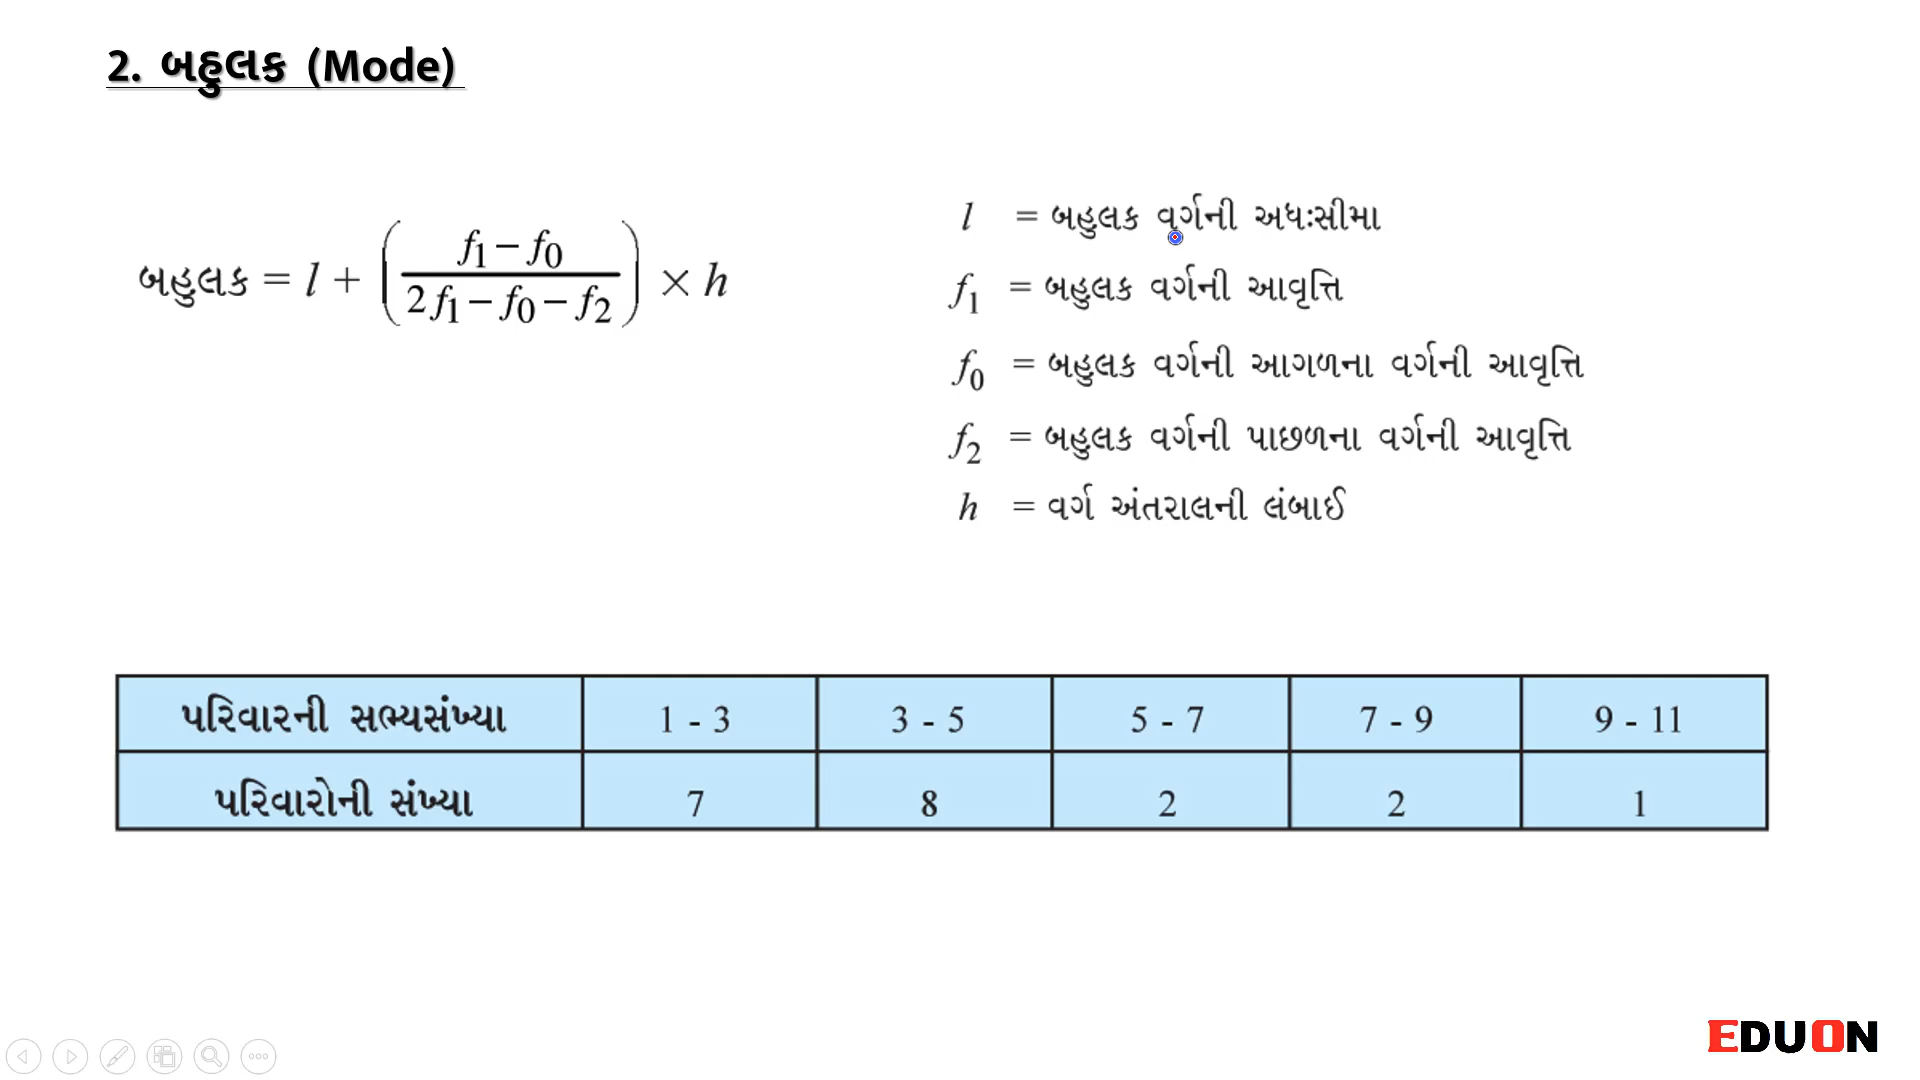 2. બહુલક (Mode)
બહુલક = l + ( f₁ − f₀ / 2 f₁ − f₀ − f₂ ) × h
l = બહુલક વર્ગની અધઃસીમા
f₁ = બહુલક વર્ગની આવૃત્તિ
f₀ = બહુલક વર્ગની આગળના વર્ગની આવૃત્તિ
f₂ = બહુલક વર્ગની પાછળના વર્ગની આવૃત્તિ
h = વર્ગ અંતરાલની લંબાઈ
પરિવારની સભ્યસંખ્યા 1 - 3 3 - 5 5 - 7 7 - 9 9 - 11
પરિવારોની સંખ્યા 7 8 2 2 1
EDUON